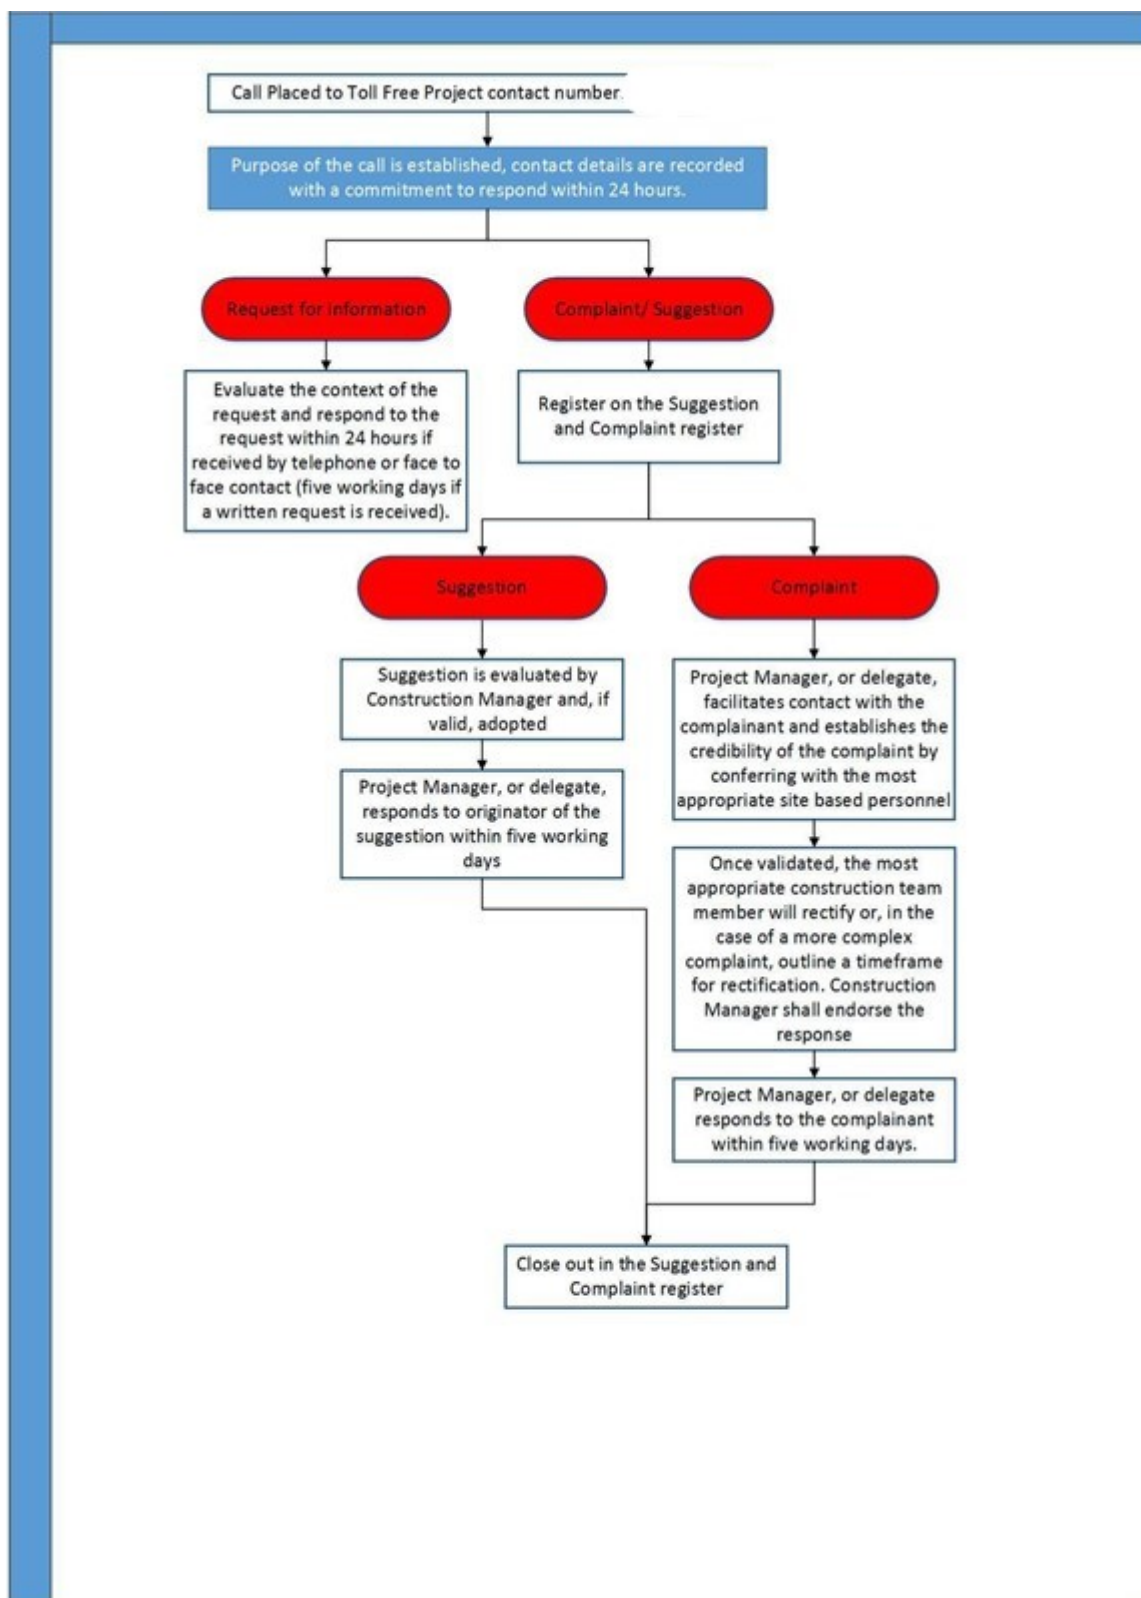 Call Placed to Toll Free Project contact number.
Purpose of the call is established, contact details are recorded
with a commitment to respond within 24 hours.
Request for information
Complaint/ Suggestion
Evaluate the context of the
request and respond to the
request within 24 hours if
received by telephone or face to
face contact (five working days if
a written request is received).
Register on the Suggestion
and Complaint register
Suggestion
Complaint
Suggestion is evaluated by
Construction Manager and, if
valid, adopted
Project Manager, or delegate,
responds to originator of the
suggestion within five working
days
Project Manager, or delegate,
facilitates contact with the
complainant and establishes the
credibility of the complaint by
conferring with the most
appropriate site based personnel
Once validated, the most
appropriate construction team
member will rectify or, in the
case of a more complex
complaint, outline a timeframe
for rectification. Construction
Manager shall endorse the
response
Project Manager, or delegate
responds to the complainant
within five working days.
Close out in the Suggestion and
Complaint register